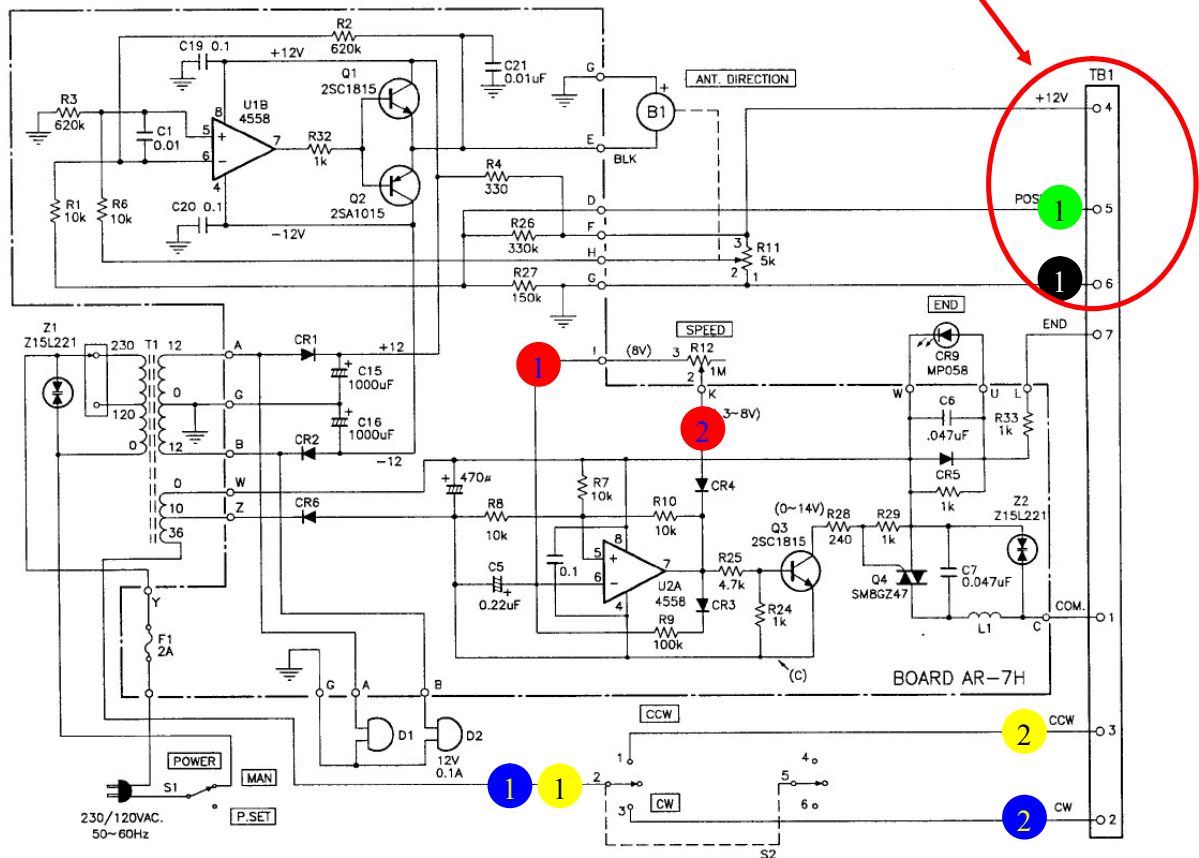 R2
620k
C19 0.1
+12V
C21
0.01uF
Q1
2SC1815
G
ANT. DIRECTION
TB1
+
B1
+12V
4
R3
620k
U1B
4558
8
C1
0.01
5
+
6
−
7
4
R32
1k
E
BLK
R4
330
Q2
2SA1015
R1
10k
R6
10k
C20 0.1
−12V
D
POS
1
5
R26
330k
F
H
3
R11
5k
2
1
R27
150k
G
1
6
END
END
7
Z1
Z15L221
T1
230
12
A
CR1
+12
SPEED
1
(8V)
3
R12
1M
2
K
CR9
MP058
+
C15
1000uF
0
G
120
+
C16
1000uF
W
U
L
C6
.047uF
R33
1k
2
3~8V)
0
12
B
CR2
−12
0
W
10
Z
CR6
36
+
470µ
R7
10k
CR4
CR5
1k
R8
10k
R10
10k
(0~14V)
Q3
2SC1815
R28
240
R29
1k
Z2
Z15L221
8
5
+
6
−
7
4
0.1
U2A
4558
R25
4.7k
C5
+
0.22uF
Q4
SM8GZ47
C7
0.047uF
CR3
R24
1k
R9
100k
L1
C
COM.
1
Y
F1
2A
(C)
BOARD AR-7H
G
A
B
D1
D2
12V
0.1A
CCW
2
CCW
3
POWER
S1
MAN
P.SET
230/120VAC.
50~60Hz
1
1
2
1
3
CW
4
5
6
2
CW
2
S2